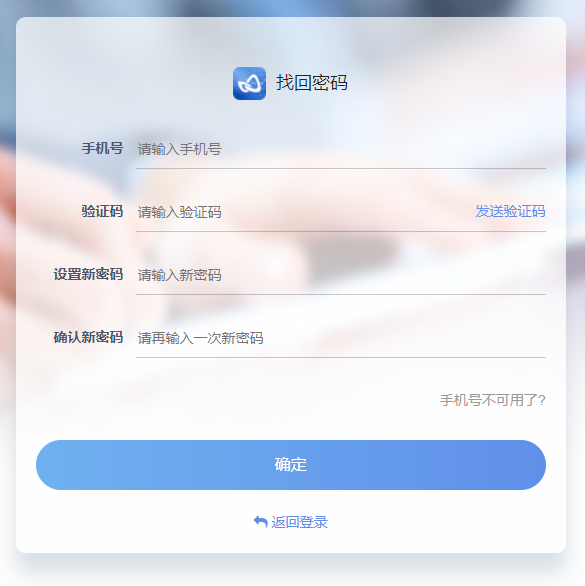 找回密码
手机号 请输入手机号
验证码 请输入验证码 发送验证码
设置新密码 请输入新密码
确认新密码 请再输入一次新密码
手机号不可用了?
确定
返回登录